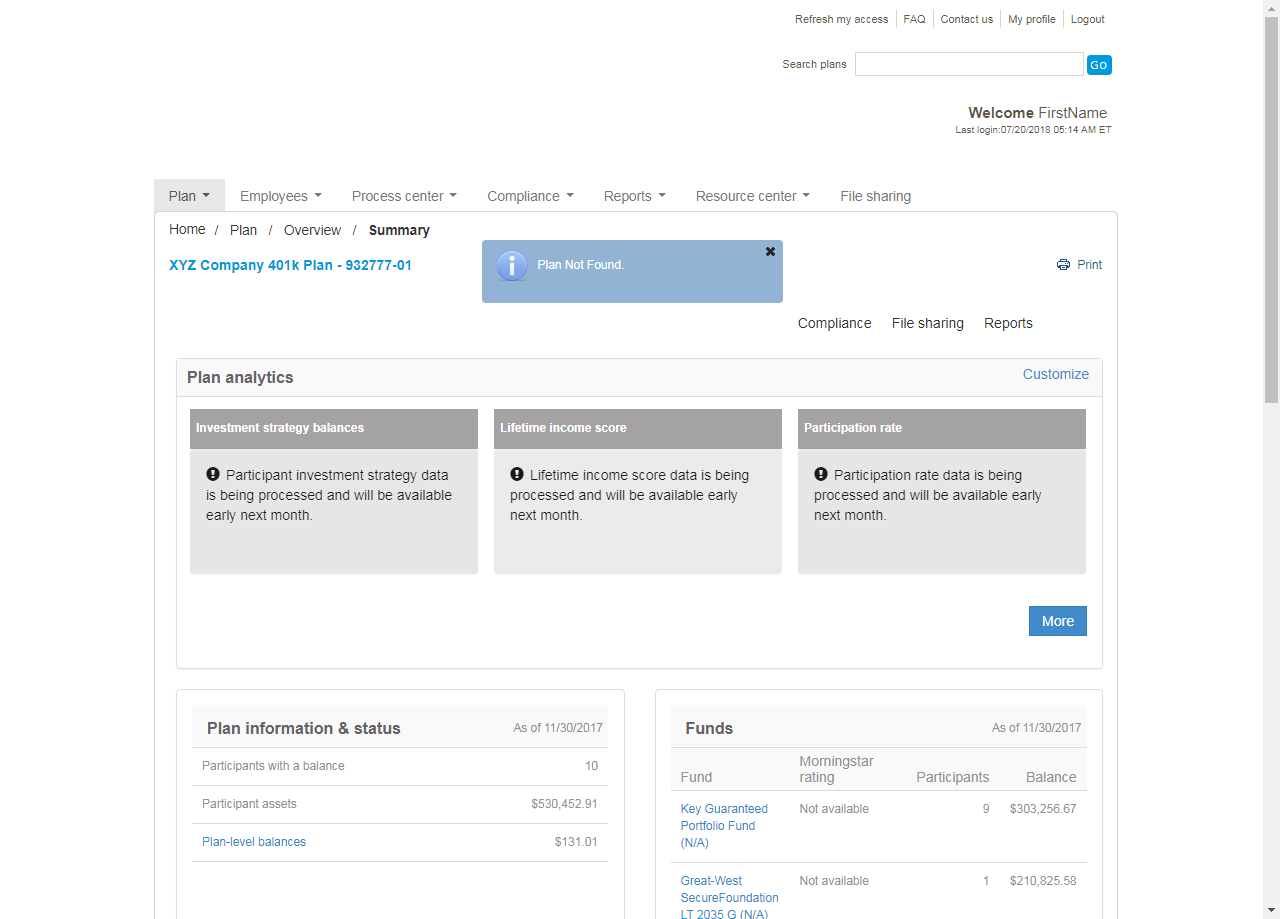 Refresh my access FAQ Contact us My profile Logout
Search plans Go
Welcome FirstName
Last login:07/20/2018 05:14 AM ET
Plan Employees Process center Compliance Reports Resource center File sharing
Home / Plan / Overview / Summary
XYZ Company 401k Plan - 932777-01
Plan Not Found.
Print
Compliance File sharing Reports
Plan analytics
Customize
Investment strategy balances
Participant investment strategy data
is being processed and will be available
early next month.
Lifetime income score
Lifetime income score data is being
processed and will be available early
next month.
Participation rate
Participation rate data is being
processed and will be available early
next month.
More
Plan information & status As of 11/30/2017
Participants with a balance 10
Participant assets $530,452.91
Plan-level balances $131.01
Funds As of 11/30/2017
Fund Morningstar rating Participants Balance
Key Guaranteed Not available 9 $303,256.67
Portfolio Fund
(N/A)
Great-West Not available 1 $210,825.58
SecureFoundation
LT 2035 G (N/A)